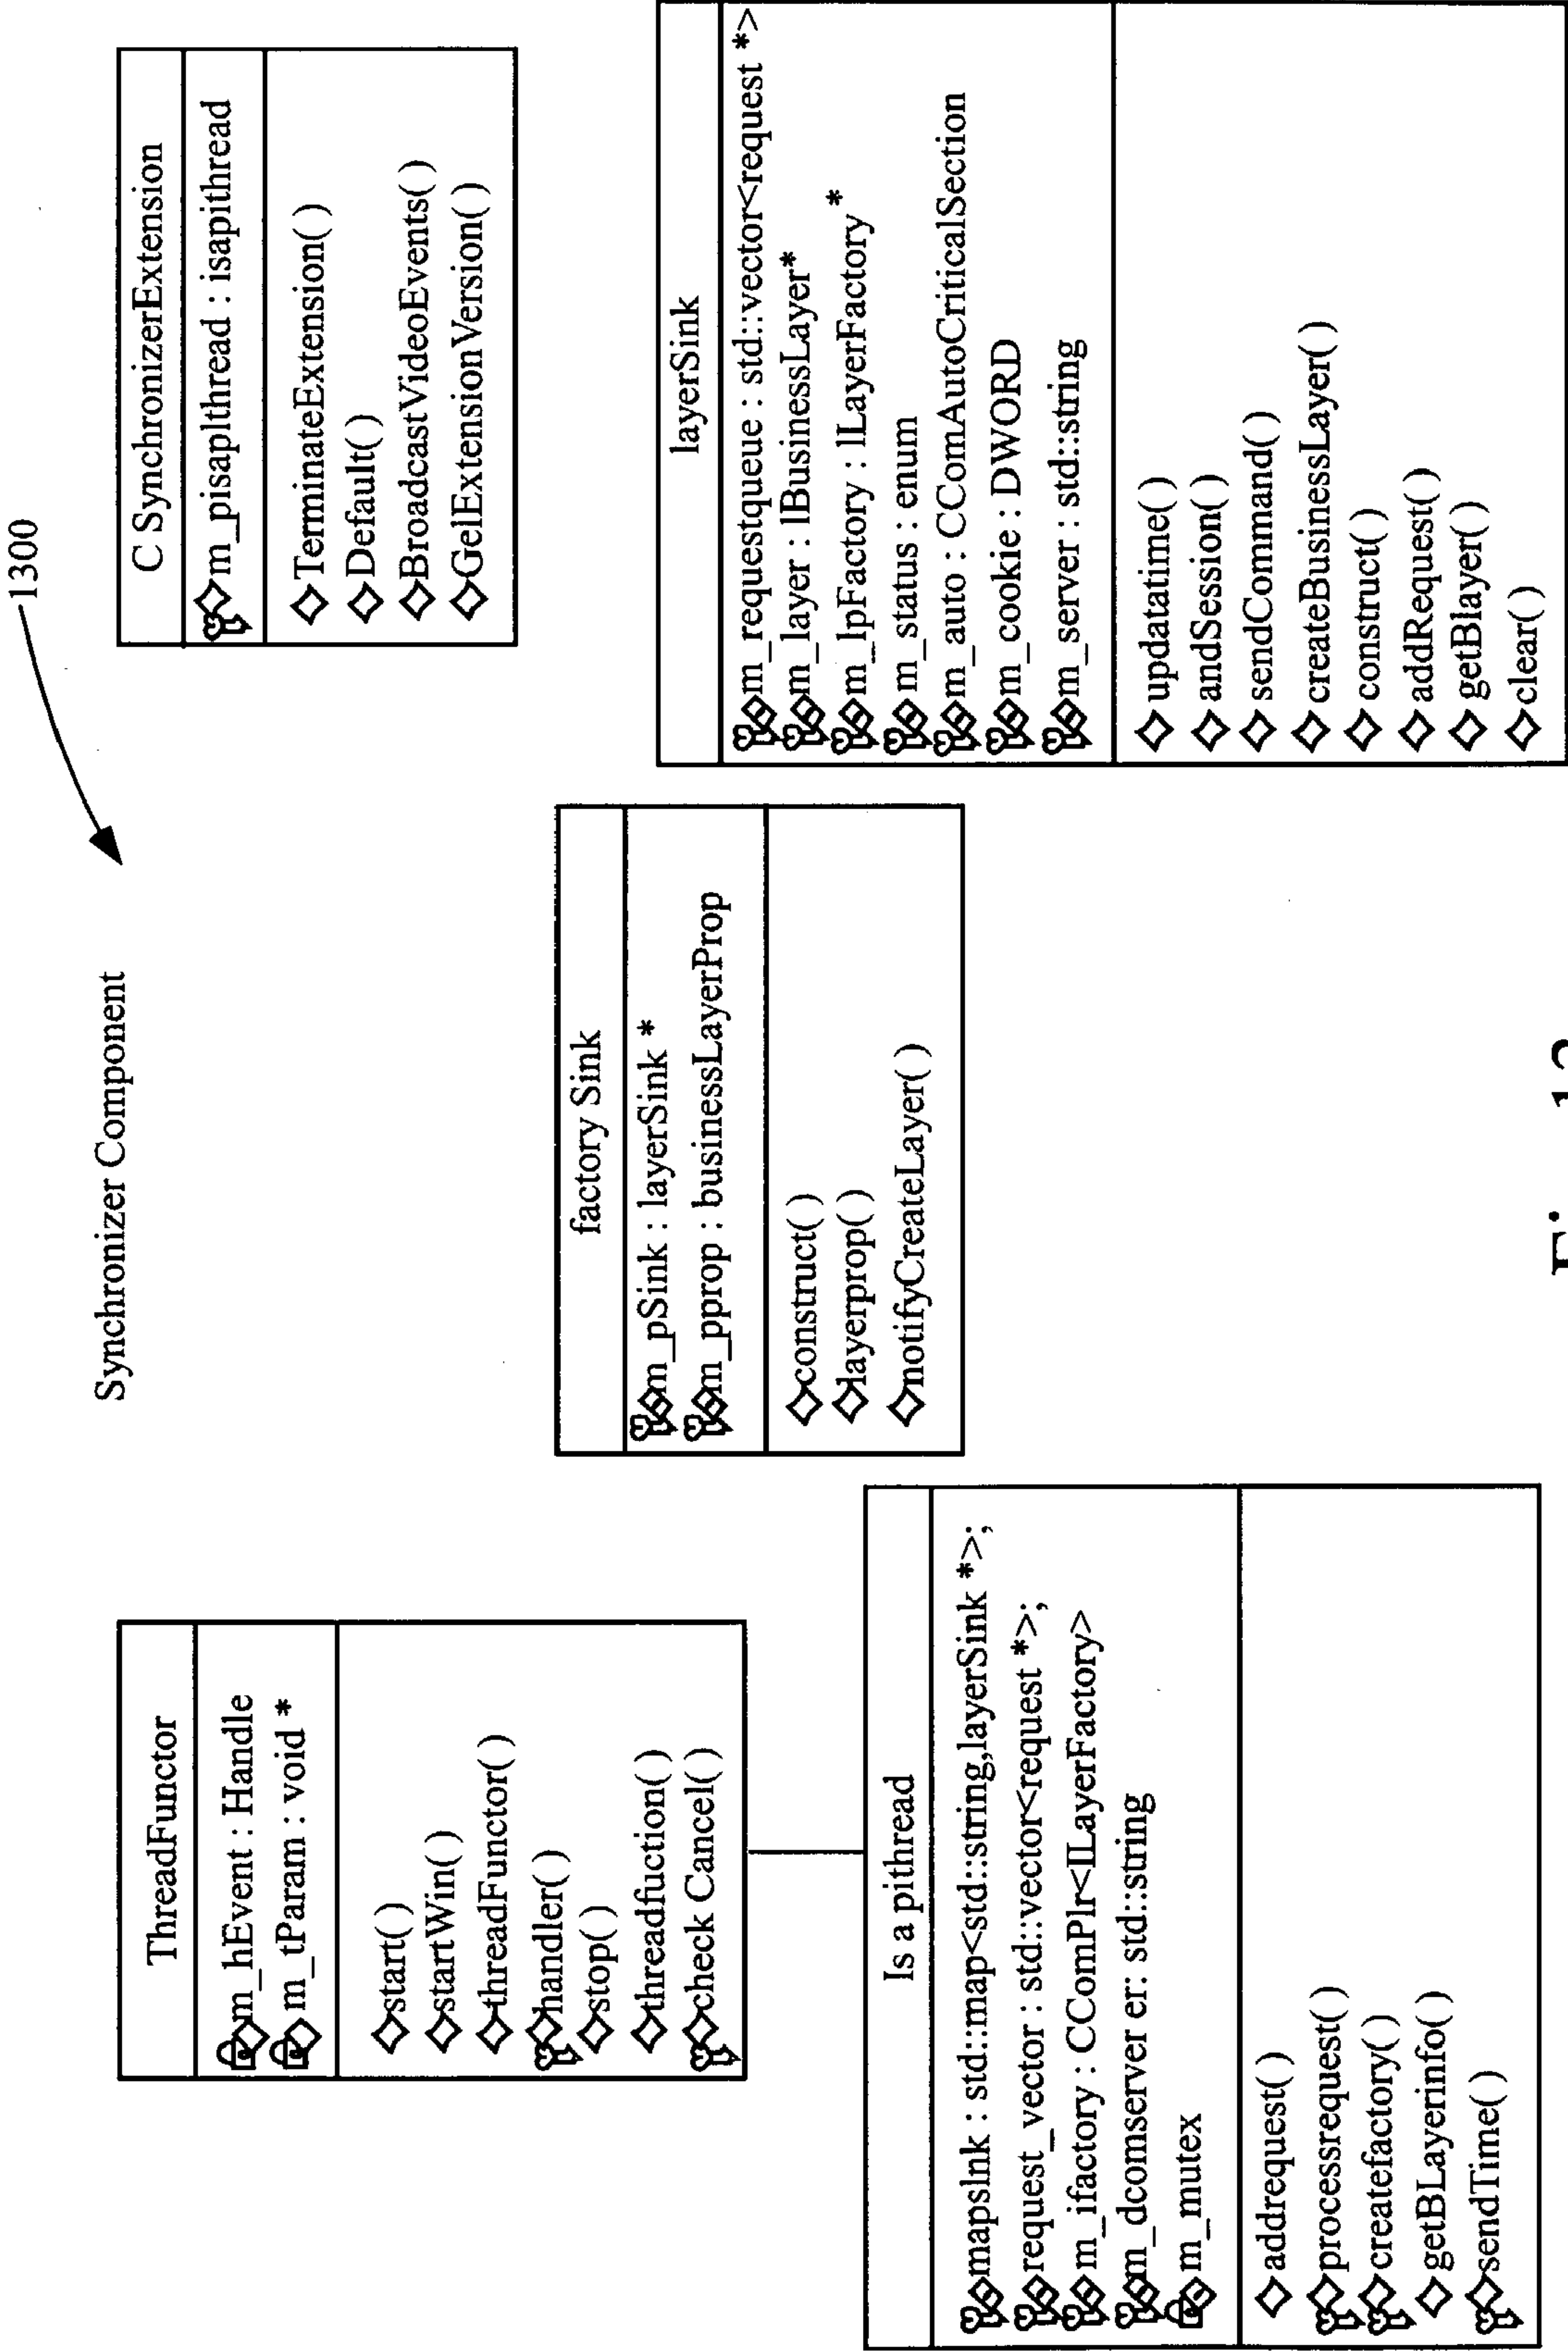 1300
Synchronizer Component
ThreadFunctor
m_hEvent : Handle
m_tParam : void *
start( )
startWin( )
threadFunctor( )
handler( )
stop( )
threadfuction( )
check Cancel( )
Is a pithread
mapslnk : std::map<std::string,layerSink *>;
request_vector : std::vector<request *>;
m_ifactory : CComPlr<ILayerFactory>
m_dcomserver er: std::string
m_mutex
addrequest( )
processrequest( )
createfactory( )
getBLayerinfo( )
sendTime( )
factory Sink
m_pSink : layerSink *
m_pprop : businessLayerProp
construct( )
layerprop( )
notifyCreateLayer( )
C SynchronizerExtension
m_pisaplthread : isapithread
TerminateExtension( )
Default( )
BroadcastVideoEvents( )
GelExtensionVersion( )
layerSink
m_requestqueue : std::vector<request *>
m_layer : lBusinessLayer*
m_lpFactory : lLayerFactory*
m_status : enum
m_auto : CComAutoCriticalSection
m_cookie : DWORD
m_server : std::string
updatatime( )
andSession( )
sendCommand( )
createBusinessLayer( )
construct( )
addRequest( )
getBlayer( )
clear( )